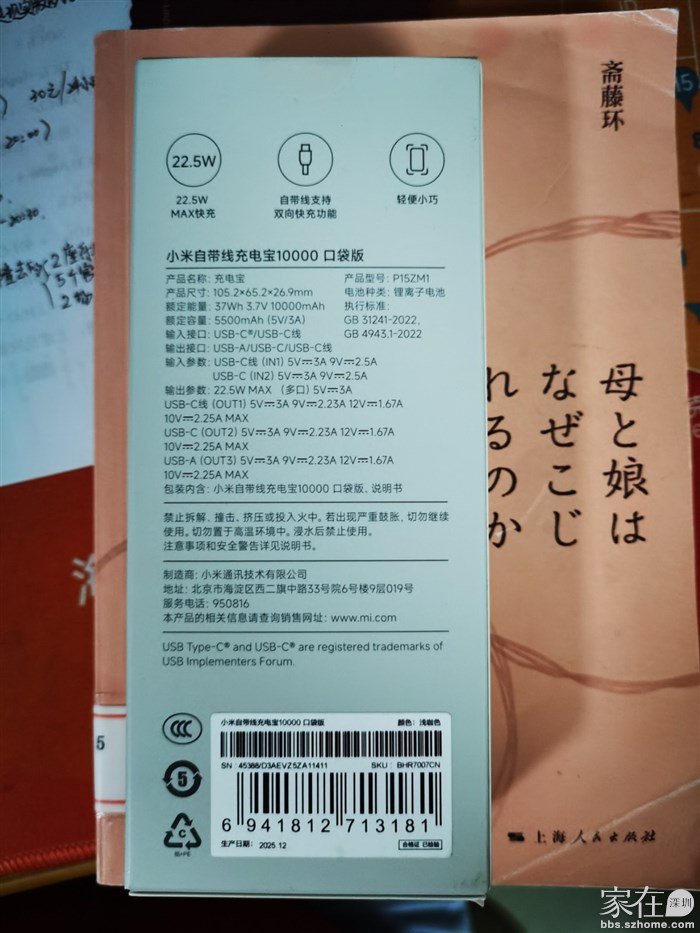 22.5W
22.5W
MAX快充
自带线支持
双向快充功能
轻便小巧
小米自带线充电宝10000 口袋版
产品名称: 充电宝
产品型号: P15ZM1
产品尺寸: 105.2×65.2×26.9mm
电池种类: 锂离子电池
额定能量: 37Wh 3.7V 10000mAh
执行标准:
额定容量: 5500mAh (5V/3A)
GB 31241-2022、
输入接口: USB-C®/USB-C线
GB 4943.1-2022
输出接口: USB-A/USB-C/USB-C线
输入参数: USB-C线 (IN1) 5V⎓3A 9V⎓2.5A
USB-C (IN2) 5V⎓3A 9V⎓2.5A
输出参数: 22.5W MAX (多口) 5V⎓3A
USB-C线 (OUT1) 5V⎓3A 9V⎓2.23A 12V⎓1.67A
10V⎓2.25A MAX
USB-C (OUT2) 5V⎓3A 9V⎓2.23A 12V⎓1.67A
10V⎓2.25A MAX
USB-A (OUT3) 5V⎓3A 9V⎓2.23A 12V⎓1.67A
10V⎓2.25A MAX
包装内含: 小米自带线充电宝10000 口袋版、说明书
禁止拆解、撞击、挤压或投入火中。若出现严重鼓胀，切勿继续
使用。切勿置于高温环境中。浸水后禁止使用。
注意事项和安全警告详见说明书。
制造商: 小米通讯技术有限公司
地址: 北京市海淀区西二旗中路33号院6号楼9层019号
服务电话: 950816
本产品的相关信息请查询销售网址: www.mi.com
USB Type-C® and USB-C® are registered trademarks of
USB Implementers Forum.
小米自带线充电宝10000 口袋版
颜色: 浅咖色
SN: 45386/D3AEVZ5ZA11411
SKU: BHR7007CN
6 941812 713181
生产日期: 2025.12
合格证 已检验
CCC
5
C
纸+PE
斋藤环
母と娘は
なぜこじ
れるのか
上海人民出版社
5
家在深圳
bbs.szhome.com